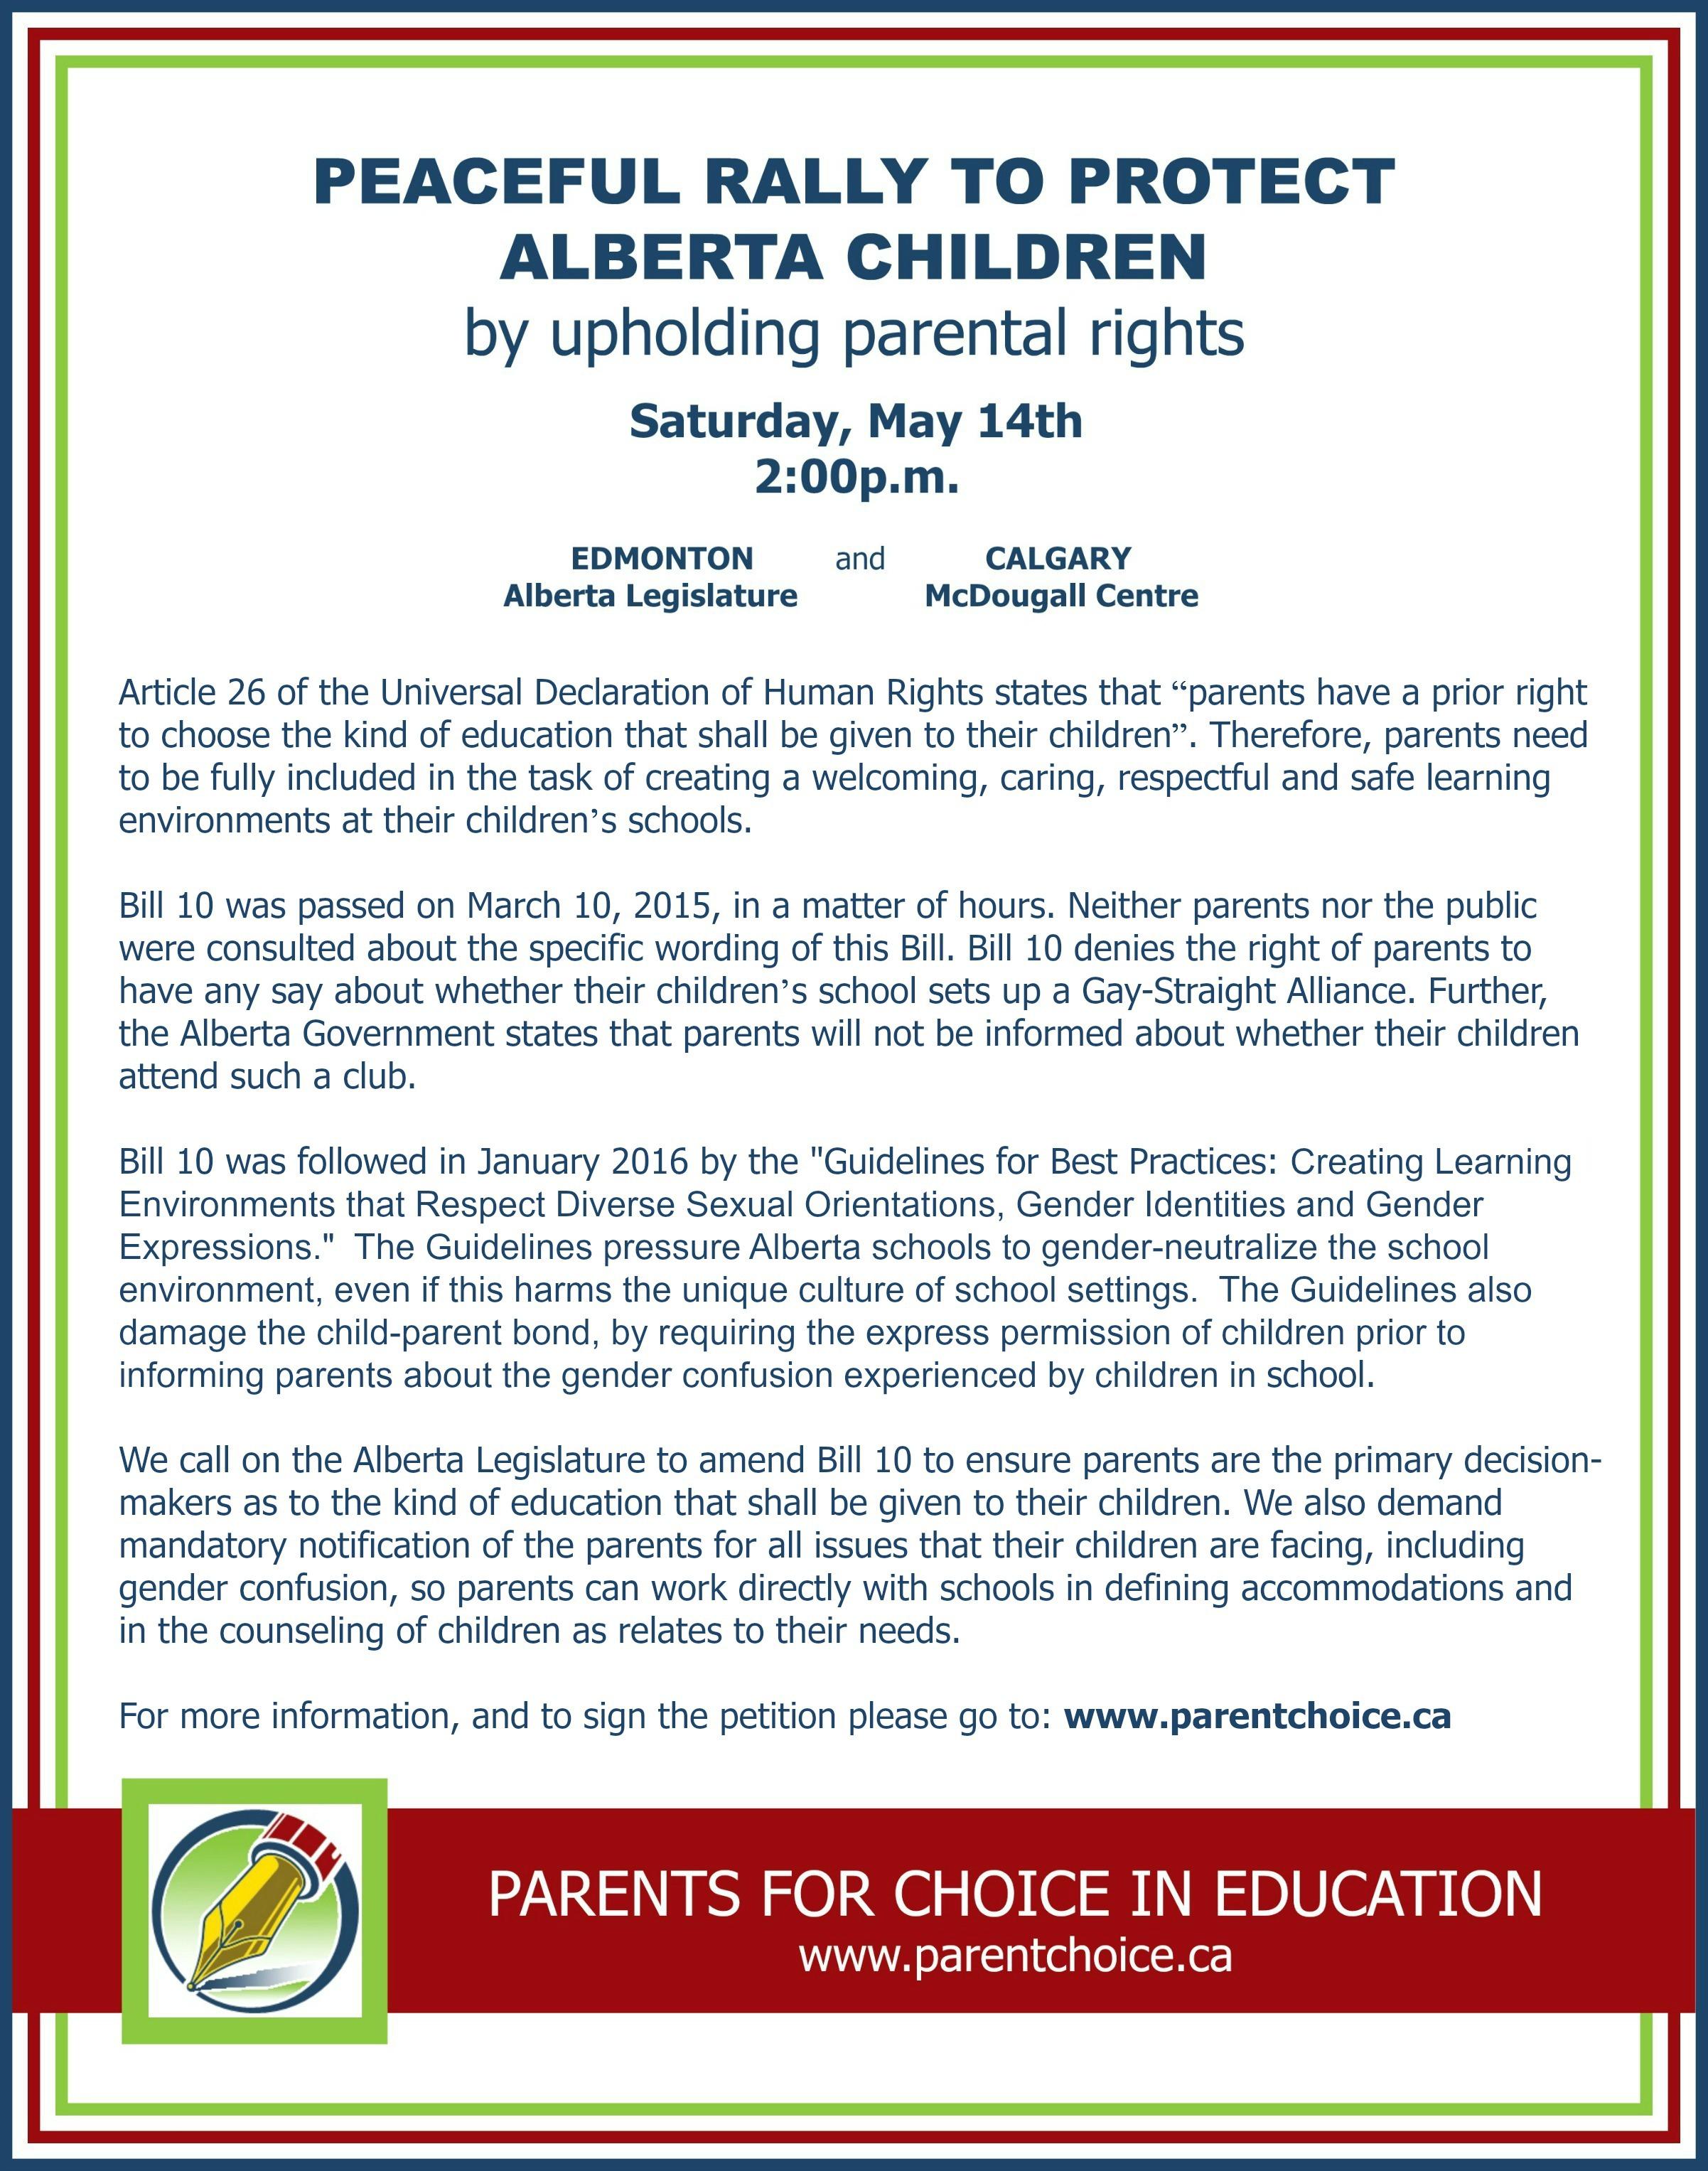 PEACEFUL RALLY TO PROTECT
ALBERTA CHILDREN
by upholding parental rights
Saturday, May 14th
2:00p.m.
EDMONTON and CALGARY
Alberta Legislature McDougall Centre
Article 26 of the Universal Declaration of Human Rights states that “parents have a prior right
to choose the kind of education that shall be given to their children”. Therefore, parents need
to be fully included in the task of creating a welcoming, caring, respectful and safe learning
environments at their children’s schools.
Bill 10 was passed on March 10, 2015, in a matter of hours. Neither parents nor the public
were consulted about the specific wording of this Bill. Bill 10 denies the right of parents to
have any say about whether their children’s school sets up a Gay-Straight Alliance. Further,
the Alberta Government states that parents will not be informed about whether their children
attend such a club.
Bill 10 was followed in January 2016 by the "Guidelines for Best Practices: Creating Learning
Environments that Respect Diverse Sexual Orientations, Gender Identities and Gender
Expressions." The Guidelines pressure Alberta schools to gender-neutralize the school
environment, even if this harms the unique culture of school settings. The Guidelines also
damage the child-parent bond, by requiring the express permission of children prior to
informing parents about the gender confusion experienced by children in school.
We call on the Alberta Legislature to amend Bill 10 to ensure parents are the primary decision-
makers as to the kind of education that shall be given to their children. We also demand
mandatory notification of the parents for all issues that their children are facing, including
gender confusion, so parents can work directly with schools in defining accommodations and
in the counseling of children as relates to their needs.
For more information, and to sign the petition please go to: www.parentchoice.ca
PARENTS FOR CHOICE IN EDUCATION
www.parentchoice.ca